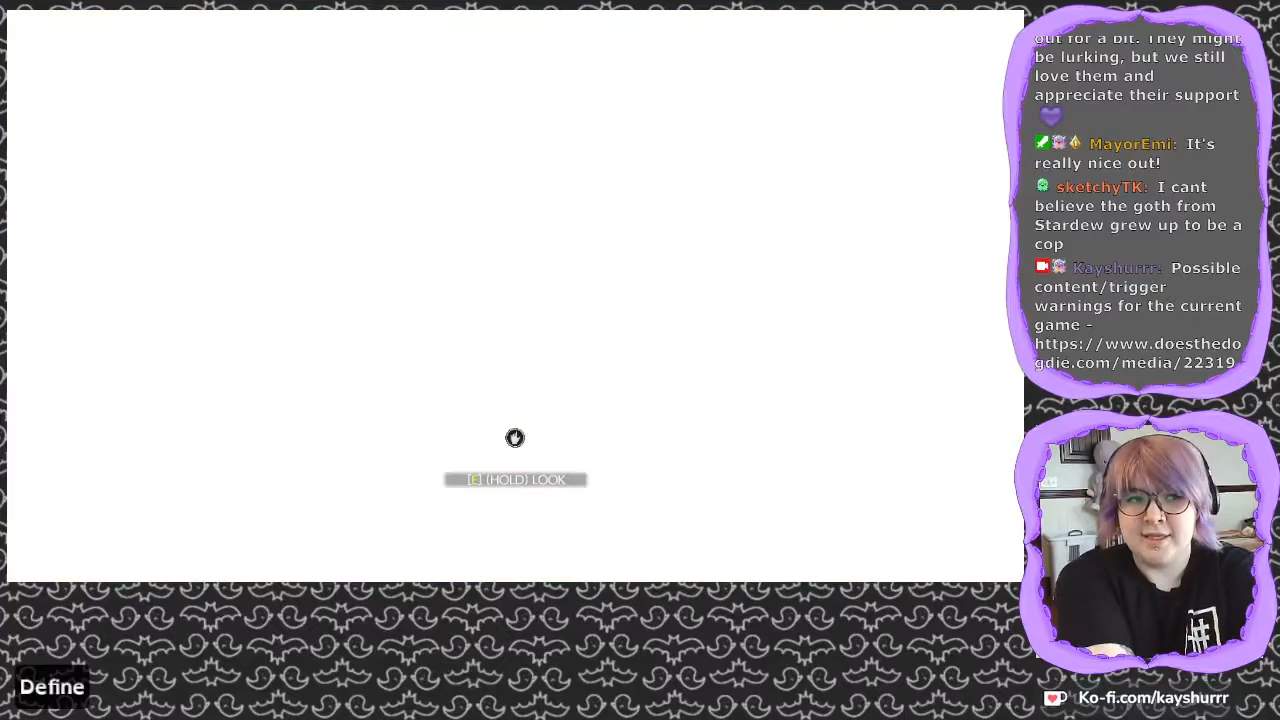 out for a bit. They might
be lurking, but we still
love them and
appreciate their support
MayorEmi: It's
really nice out!
sketchyTK: I cant
believe the goth from
Stardew grew up to be a
cop
Kayshurrr: Possible
content/trigger
warnings for the current
game -
https://www.doesthedo
gdie.com/media/22319
[E] (HOLD) LOOK
Define
Ko-fi.com/kayshurrr